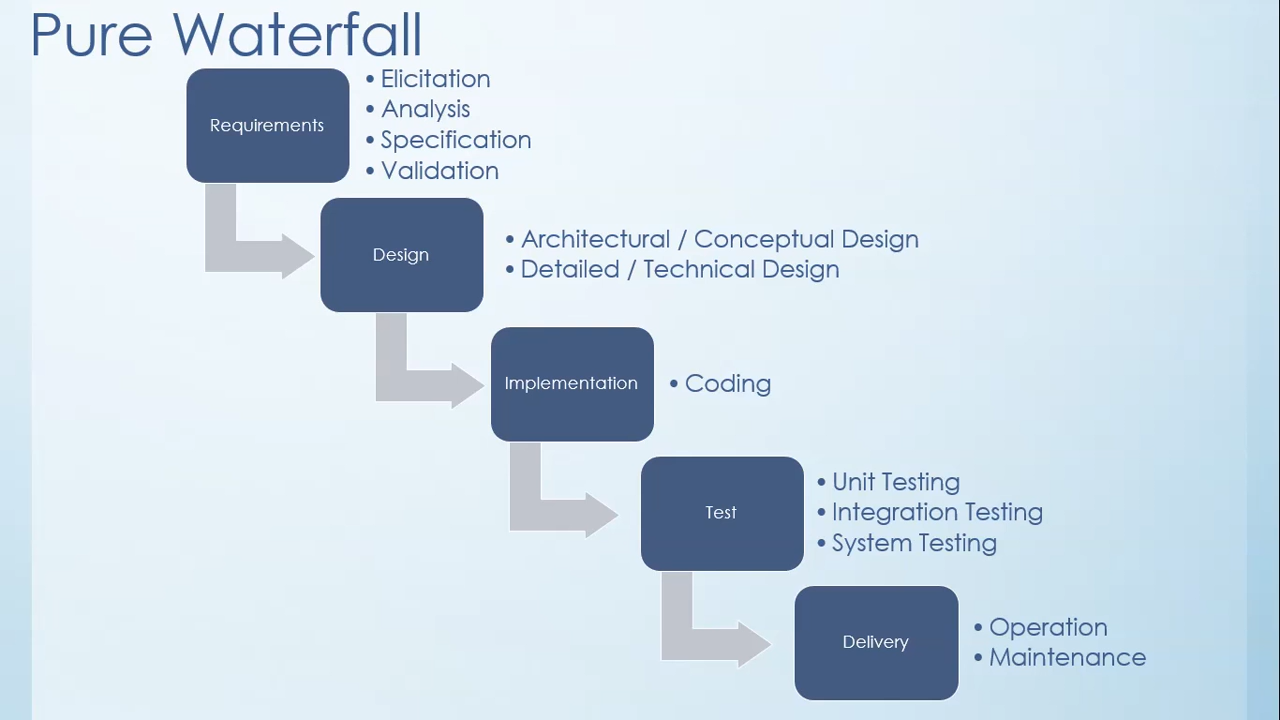 Pure Waterfall
Requirements
• Elicitation
• Analysis
• Specification
• Validation
Design
• Architectural / Conceptual Design
• Detailed / Technical Design
Implementation
• Coding
Test
• Unit Testing
• Integration Testing
• System Testing
Delivery
• Operation
• Maintenance